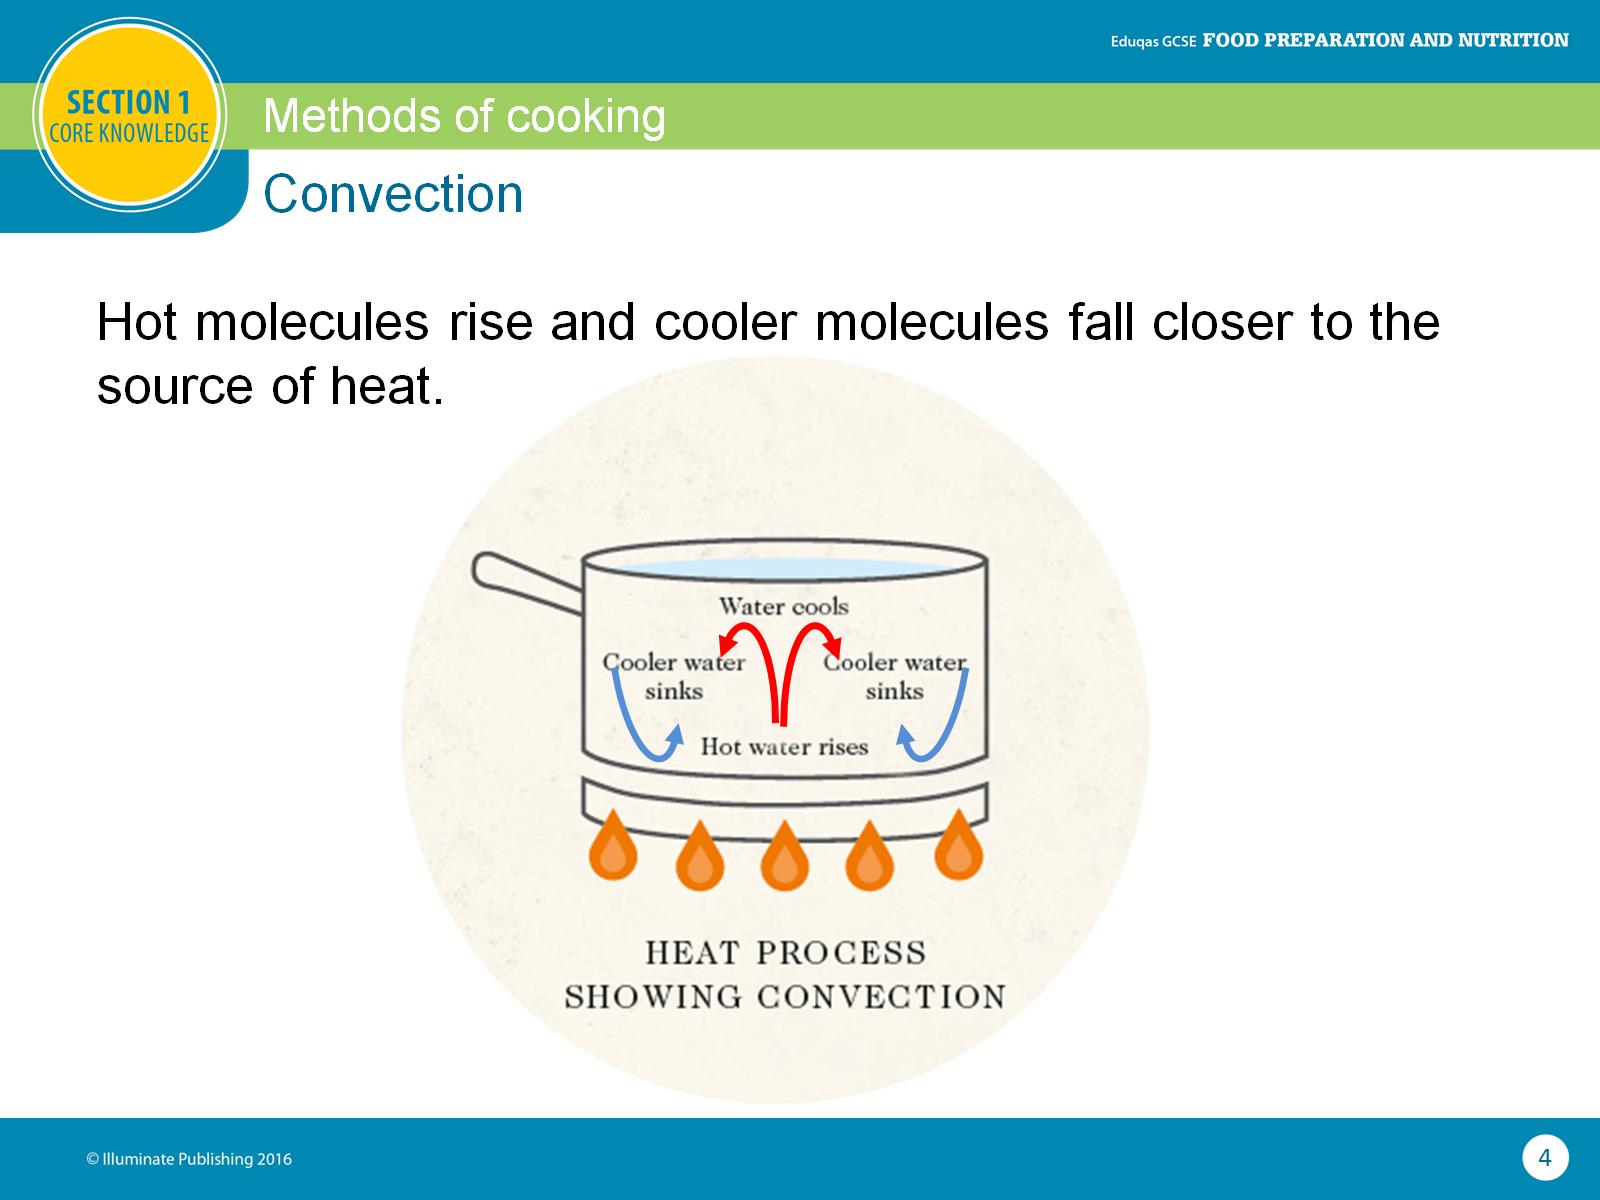 Eduqas GCSE FOOD PREPARATION AND NUTRITION
SECTION 1
CORE KNOWLEDGE
Methods of cooking
Convection
Hot molecules rise and cooler molecules fall closer to the
source of heat.
Water cools
Cooler water
sinks
Cooler water
sinks
Hot water rises
HEAT PROCESS
SHOWING CONVECTION
© Illuminate Publishing 2016
4